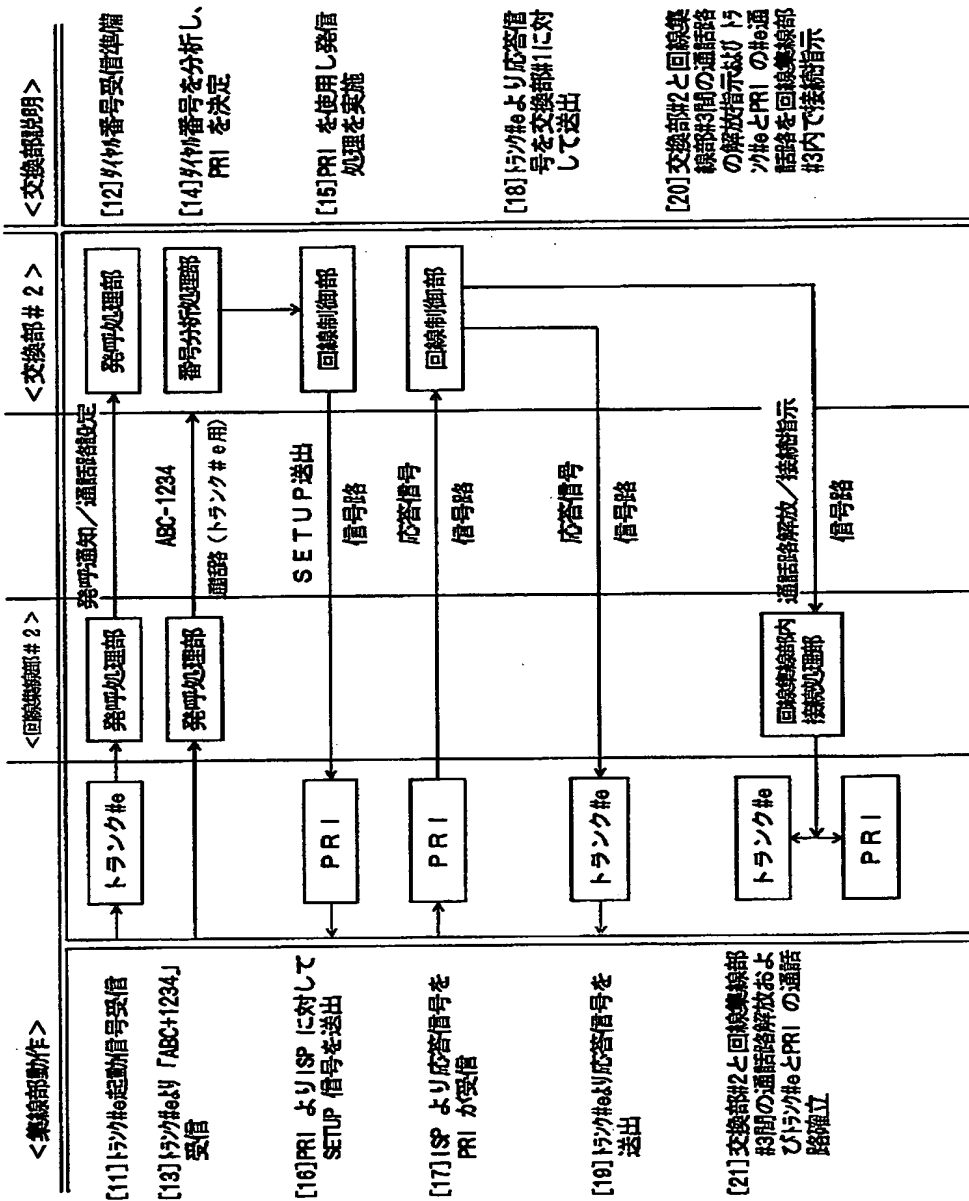 <集線部動作>
<回線集線部#2>
<交換部#2>
<交換部説明>
[11]トランク#e起動信号受信
トランク#e
発呼処理部
発呼通知/通話路設定
発呼処理部
[12]ダイヤル番号受信準備
[13]トランク#eより「ABC+1234」
受信
発呼処理部
ABC-1234
通話路(トランク#e用)
番号分析処理部
[14]ダイヤル番号を分析し、
PRI を決定
[16]PRI よりISP に対して
SETUP 信号を送出
PRI
SETUP送出
信号路
回線制御部
[15]PRI を使用し発信
処理を実施
[17]ISP より応答信号を
PRI が受信
PRI
応答信号
信号路
回線制御部
[18]トランク#eより応答信
号を交換部#1に対
して送出
[19]トランク#eより応答信号を
送出
トランク#e
応答信号
信号路
[20]交換部#2と回線集
線部#3間の通話路
の解放指示および トラ
ンク#eとPRI の#e通
話路を回線集線部
#3内で接続指示
[21]交換部#2と回線集線部
#3間の通話路解放およ
びトランク#eとPRI の通話
路確立
トランク#e
PRI
回線集線部内
接続処理部
通話路解放/接続指示
信号路